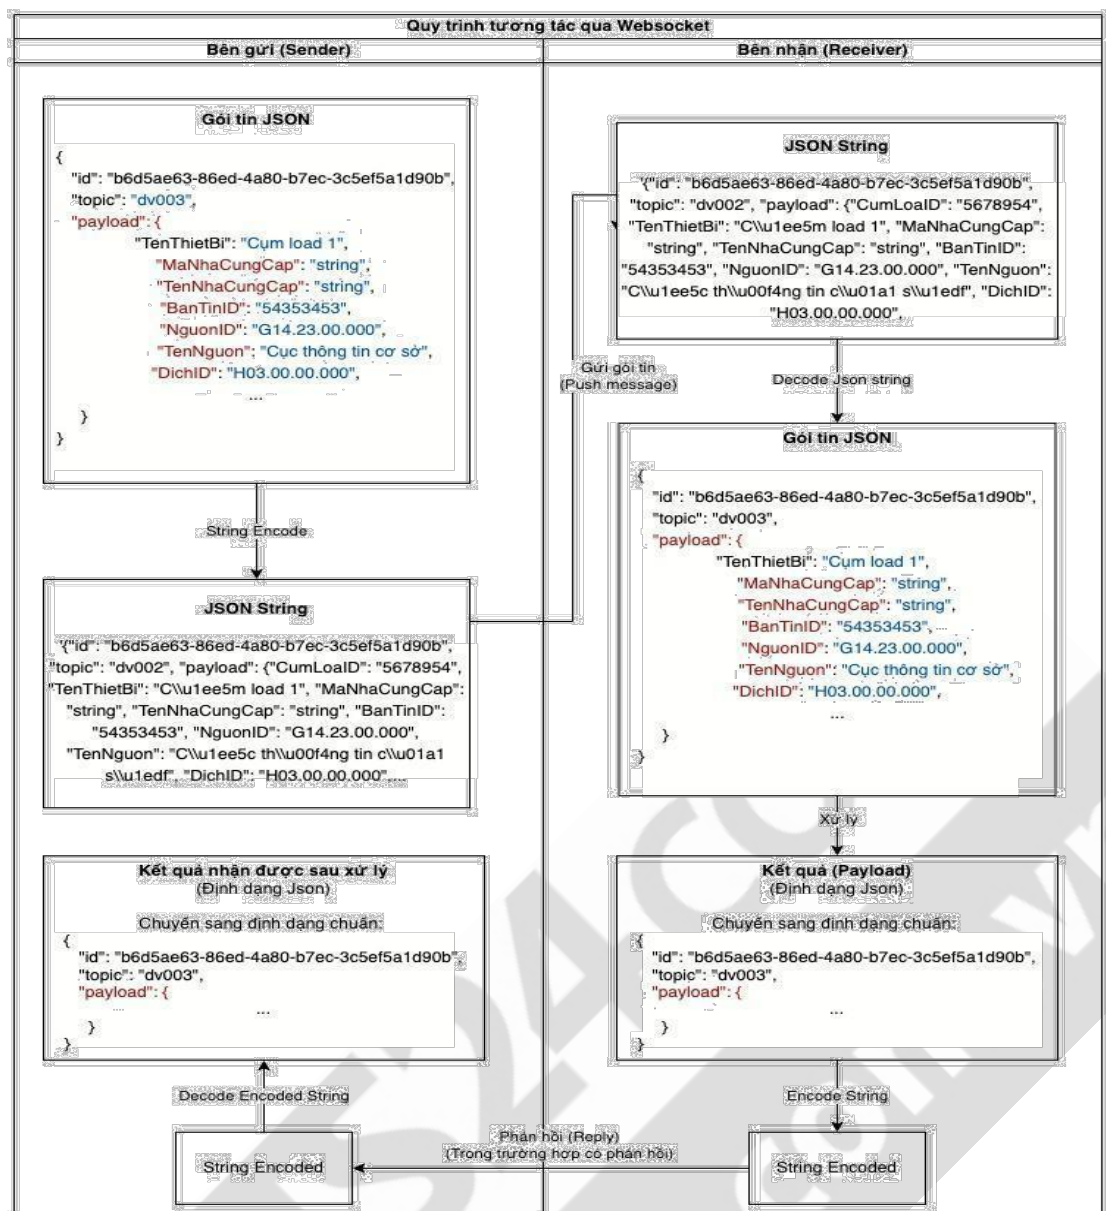 Quy trình tương tác qua Websocket
Bên gửi (Sender)
Bên nhận (Receiver)
Gói tin JSON
{
"id": "b6d5ae63-86ed-4a80-b7ec-3c5ef5a1d90b",
"topic": "dv003",
"payload": {
"TenThietBi": "Cụm load 1",
"MaNhaCungCap": "string",
"TenNhaCungCap": "string",
"BanTinID": "54353453",
"NguonID": "G14.23.00.000",
"TenNguon": "Cục thông tin cơ sở",
"DichID": "H03.00.00.000",
...
}
}
String Encode
JSON String
'{"id": "b6d5ae63-86ed-4a80-b7ec-3c5ef5a1d90b",
"topic": "dv002", "payload": {"CumLoaID": "5678954",
"TenThietBi": "C\\u1ee5m load 1", "MaNhaCungCap":
"string", "TenNhaCungCap": "string", "BanTinID":
"54353453", "NguonID": "G14.23.00.000",
"TenNguon": "C\\u1ee5c th\\u00f4ng tin c\\u01a1
s\\u1edf", "DichID": "H03.00.00.000",...
Gửi gói tin
(Push message)
JSON String
'{"id": "b6d5ae63-86ed-4a80-b7ec-3c5ef5a1d90b",
"topic": "dv002", "payload": {"CumLoaID": "5678954",
"TenThietBi": "C\\u1ee5m load 1", "MaNhaCungCap":
"string", "TenNhaCungCap": "string", "BanTinID":
"54353453", "NguonID": "G14.23.00.000", "TenNguon":
"C\\u1ee5c th\\u00f4ng tin c\\u01a1 s\\u1edf", "DichID":
"H03.00.00.000",
Decode Json string
Gói tin JSON
{
"id": "b6d5ae63-86ed-4a80-b7ec-3c5ef5a1d90b",
"topic": "dv003",
"payload": {
"TenThietBi": "Cụm load 1",
"MaNhaCungCap": "string",
"TenNhaCungCap": "string",
"BanTinID": "54353453",
"NguonID": "G14.23.00.000",
"TenNguon": "Cục thông tin cơ sở",
"DichID": "H03.00.00.000",
...
}
}
Xử lý
Kết quả (Payload)
(Định dạng Json)
Chuyển sang định dạng chuẩn:
{
"id": "b6d5ae63-86ed-4a80-b7ec-3c5ef5a1d90b",
"topic": "dv003",
"payload": {
...
}
}
Encode String
String Encoded
Phản hồi (Reply)
(Trong trường hợp có phản hồi)
String Encoded
Decode Encoded String
Kết quả nhận được sau xử lý
(Định dạng Json)
Chuyển sang định dạng chuẩn:
{
"id": "b6d5ae63-86ed-4a80-b7ec-3c5ef5a1d90b",
"topic": "dv003",
"payload": {
...
}
}